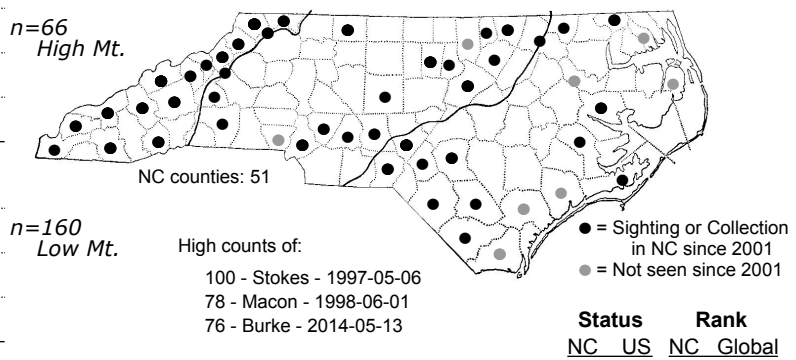 n=66
High Mt.
NC counties: 51
n=160
Low Mt.
High counts of:
100 - Stokes - 1997-05-06
78 - Macon - 1998-06-01
76 - Burke - 2014-05-13
● = Sighting or Collection
in NC since 2001
● = Not seen since 2001
Status Rank
NC US NC Global